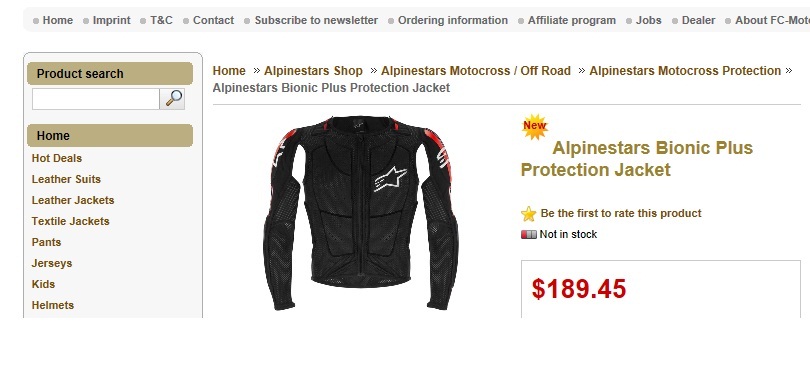 Home Imprint T&C Contact Subscribe to newsletter Ordering information Affiliate program Jobs Dealer About FC-Mot
Product search
Home » Alpinestars Shop » Alpinestars Motocross / Off Road » Alpinestars Motocross Protection »
Alpinestars Bionic Plus Protection Jacket
Home
Hot Deals
Leather Suits
Leather Jackets
Textile Jackets
Pants
Jerseys
Kids
Helmets
New
Alpinestars Bionic Plus
Protection Jacket
Be the first to rate this product
Not in stock
$189.45